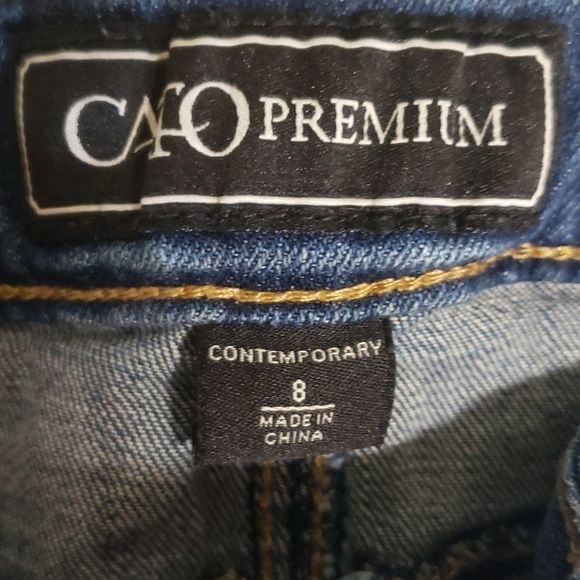 CATO PREMIUM
CONTEMPORARY
8
MADE IN
CHINA